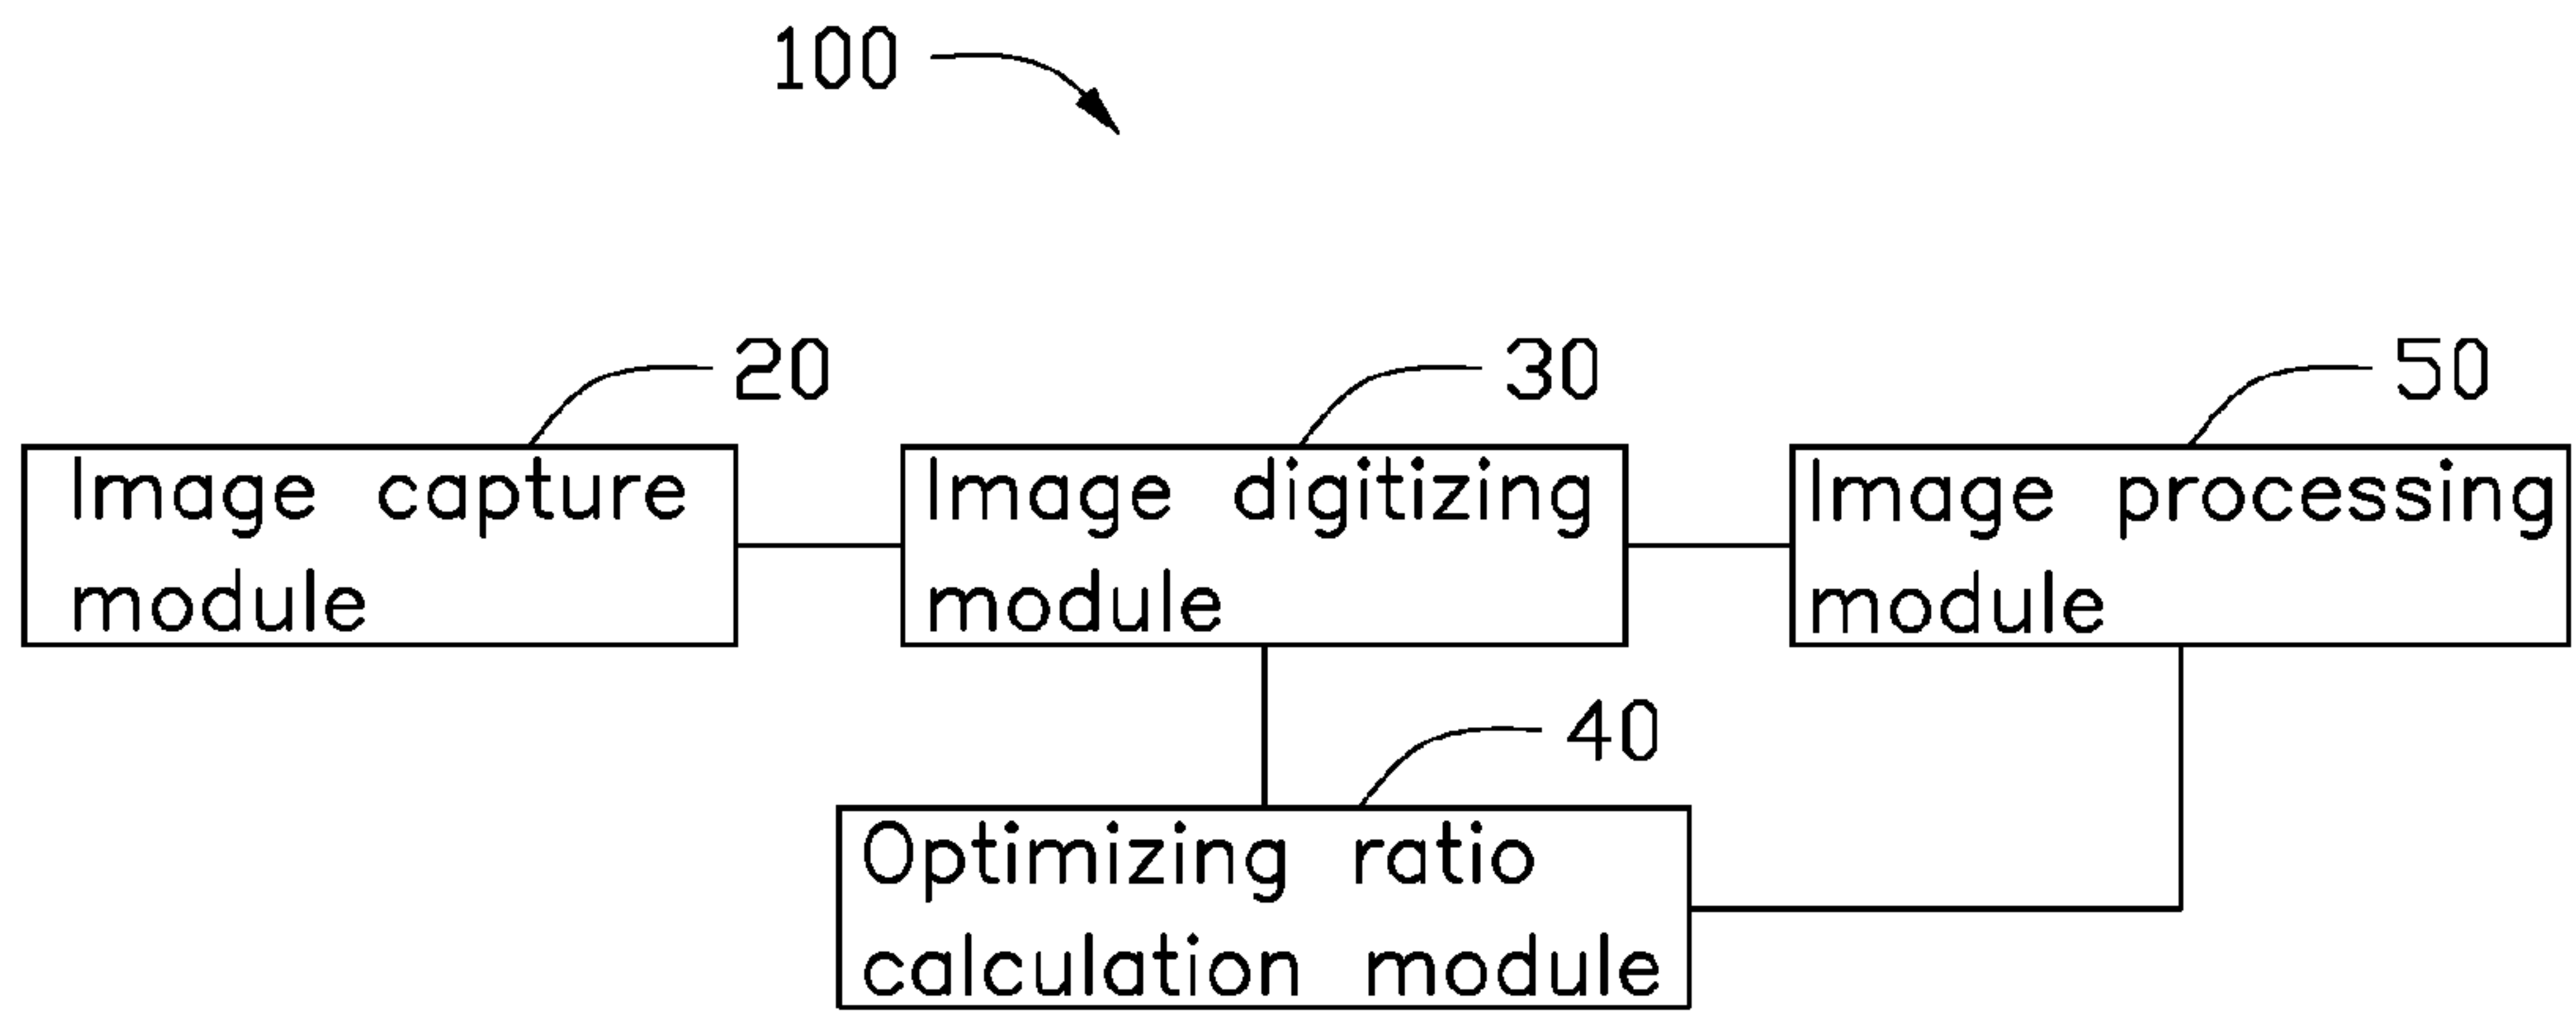 100
20
30
50
Image capture
module
Image digitizing
module
Image processing
module
40
Optimizing ratio
calculation module